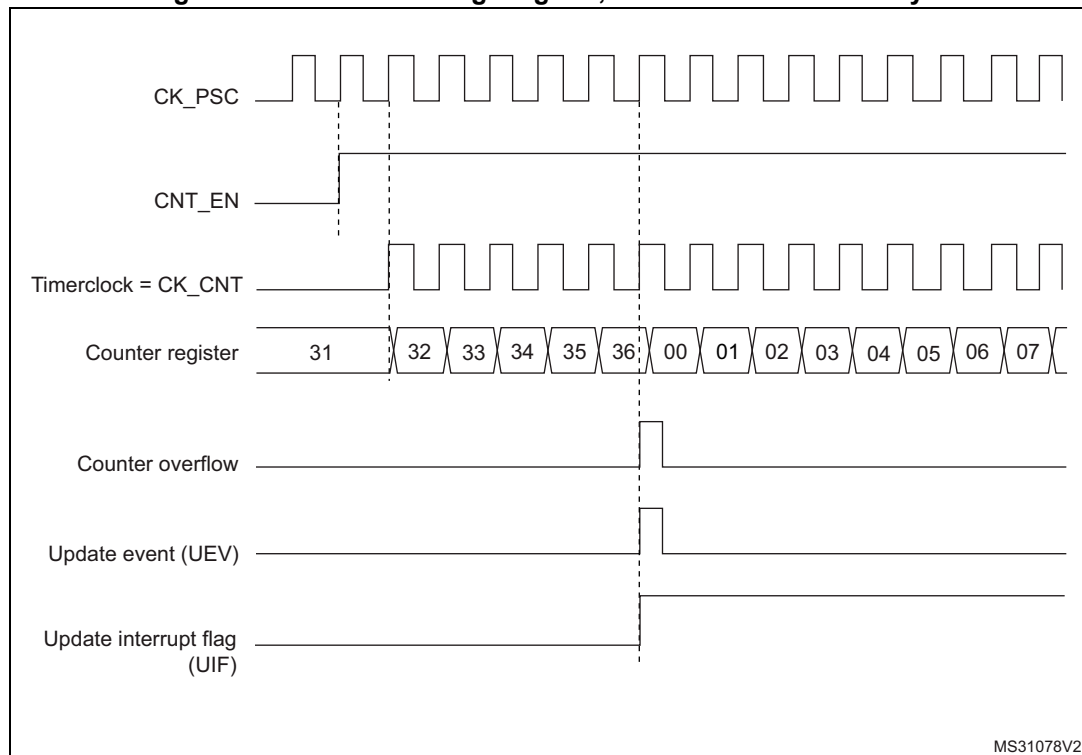 CK_PSC
CNT_EN
Timerclock = CK_CNT
Counter register 31 32 33 34 35 36 00 01 02 03 04 05 06 07
Counter overflow
Update event (UEV)
Update interrupt flag
(UIF)
MS31078V2